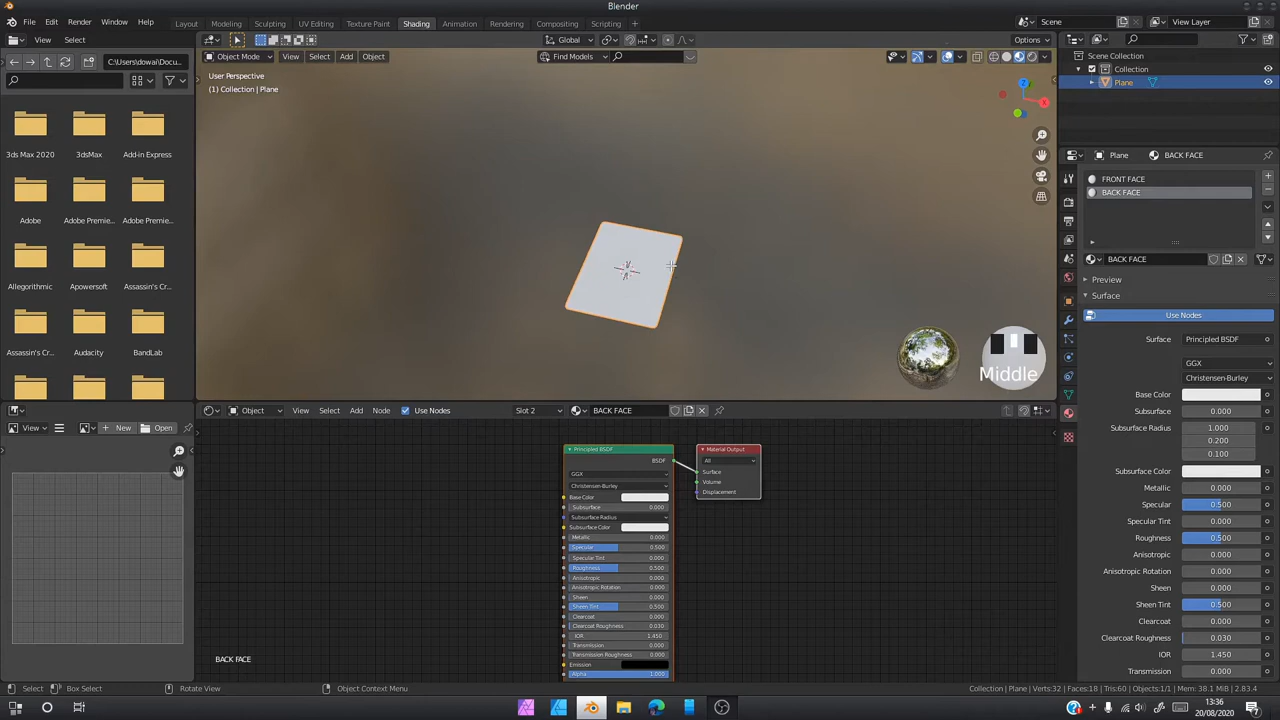 Blender
File Edit Render Window Help Layout Modeling Sculpting UV Editing Texture Paint Shading Animation Rendering Compositing Scripting Scene View Layer
View Select Global Options
C:\Users\dowai\Docu... Object Mode View Select Add Object Find Models
User Perspective
(1) Collection | Plane
3ds Max 2020 3dsMax Add-in Express
Adobe Adobe Premie... Adobe Premie...
Allegorithmic Apowersoft Assassin's Cr...
Assassin's Cr... Audacity BandLab
Scene Collection
Collection
Plane
Plane BACK FACE
FRONT FACE
BACK FACE
BACK FACE
Preview
Surface
Use Nodes
Surface Principled BSDF
GGX
Christensen-Burley
Base Color
Subsurface 0.000
Subsurface Radius 1.000
0.200
0.100
Subsurface Color
Metallic 0.000
Specular 0.500
Specular Tint 0.000
Roughness 0.500
Anisotropic 0.000
Anisotropic Rotation 0.000
Sheen 0.000
Sheen Tint 0.500
Clearcoat 0.000
Clearcoat Roughness 0.030
IOR 1.450
Transmission 0.000
Middle
View New Open
Object View Select Add Node Use Nodes Slot 2 BACK FACE
Principled BSDF
BSDF
GGX
Christensen-Burley
Base Color
Subsurface 0.000
Subsurface Radius
Subsurface Color
Metallic 0.000
Specular 0.500
Specular Tint 0.000
Roughness 0.500
Anisotropic 0.000
Anisotropic Rotation 0.000
Sheen 0.000
Sheen Tint 0.500
Clearcoat 0.000
Clearcoat Roughness 0.030
IOR 1.450
Transmission 0.000
Transmission Roughness 0.000
Emission
Alpha 1.000
Material Output
All
Surface
Volume
Displacement
BACK FACE
Select Box Select Rotate View Object Context Menu Collection | Plane | Verts:32 | Faces:18 | Tris:60 | Objects:1/1 | Mem: 38.1 MiB | 2.83.4
13:36
20/08/2020